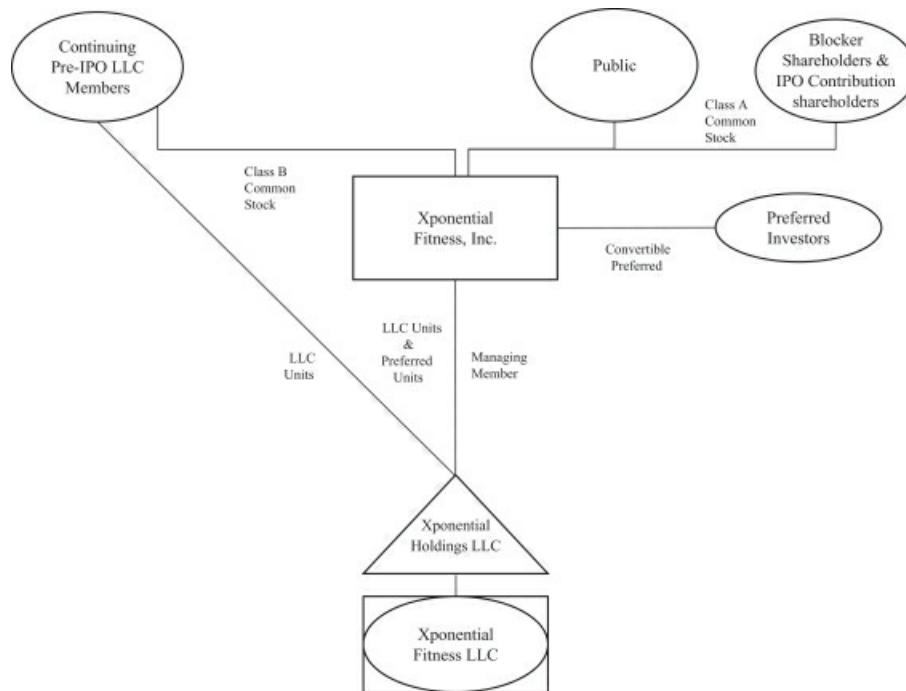 Continuing
Pre-IPO LLC
Members
Public
Blocker
Shareholders &
IPO Contribution
shareholders
Class A
Common
Stock
Class B
Common
Stock
Xponential
Fitness, Inc.
Preferred
Investors
Convertible
Preferred
LLC Units
&
Preferred
Units
Managing
Member
LLC
Units
Xponential
Holdings LLC
Xponential
Fitness LLC